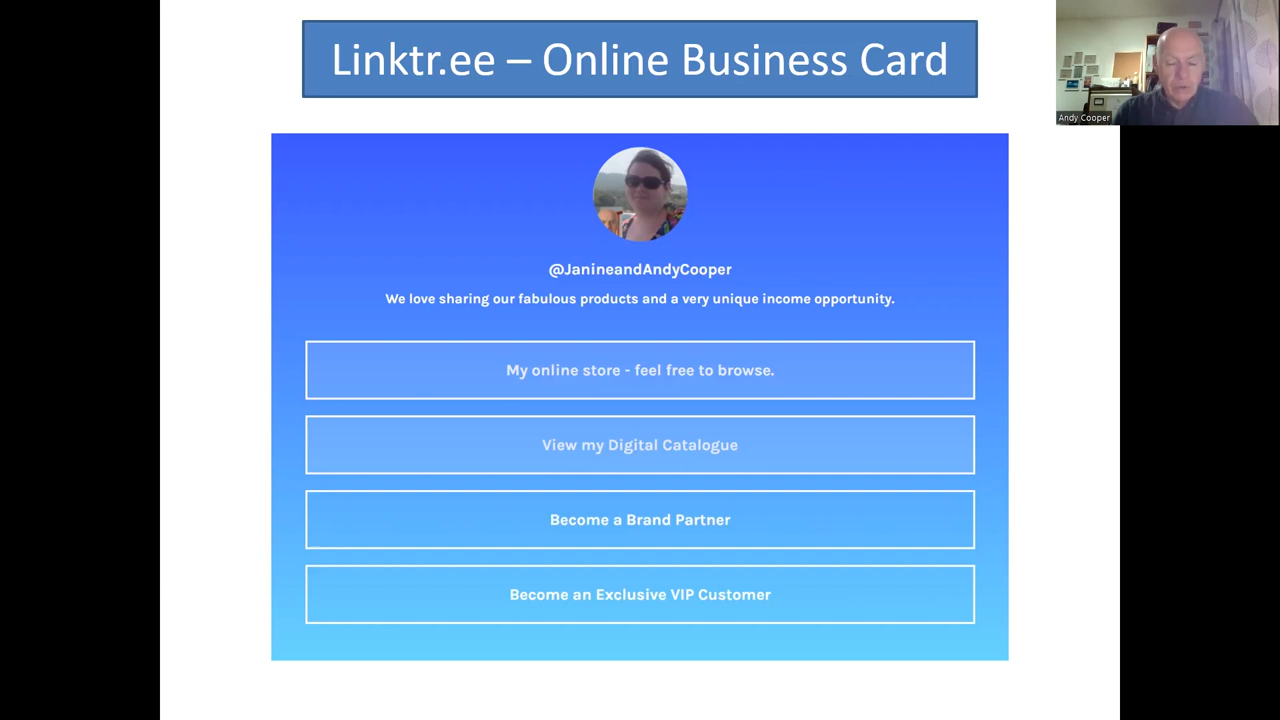 Linktr.ee – Online Business Card
Andy Cooper
@JanineandAndyCooper
We love sharing our fabulous products and a very unique income opportunity.
My online store - feel free to browse.
View my Digital Catalogue
Become a Brand Partner
Become an Exclusive VIP Customer